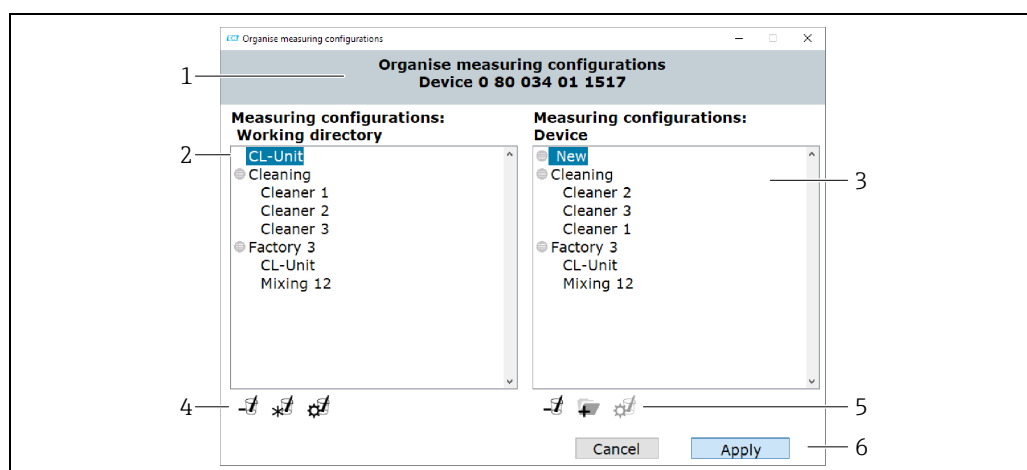 Organise measuring configurations
Organise measuring configurations
Device 0 80 034 01 1517
1
Measuring configurations:
Working directory
2
CL-Unit
Cleaning
Cleaner 1
Cleaner 2
Cleaner 3
Factory 3
CL-Unit
Mixing 12
Measuring configurations:
Device
New
Cleaning
Cleaner 2
Cleaner 3
Cleaner 1
Factory 3
CL-Unit
Mixing 12
3
4
5
Cancel
Apply
6